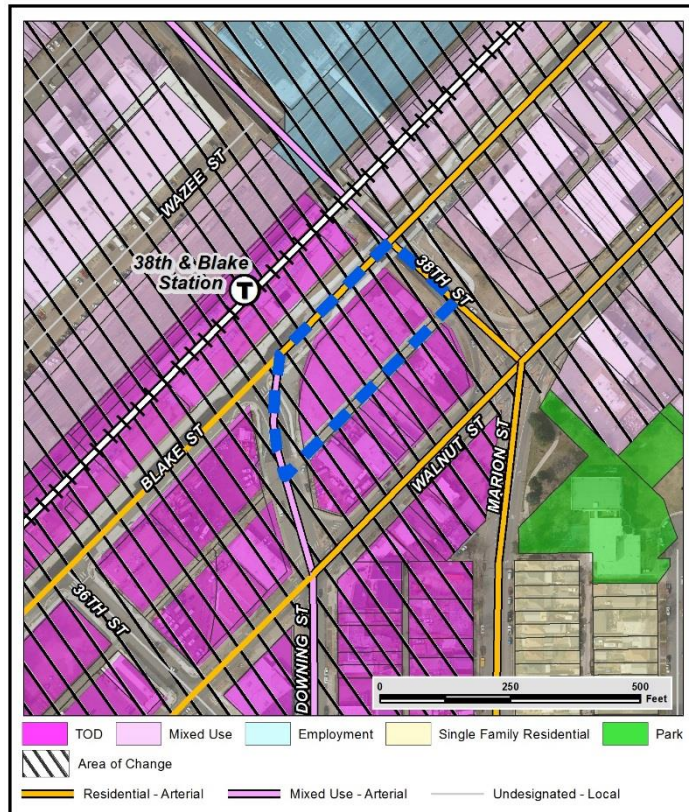 WAZEE ST
38th & Blake
Station
T
38TH ST
BLAKE ST
WALNUT ST
MARION ST
36TH ST
DOWNING ST
0 250 500
Feet
TOD Mixed Use Employment Single Family Residential Park
Area of Change
Residential - Arterial Mixed Use - Arterial Undesignated - Local